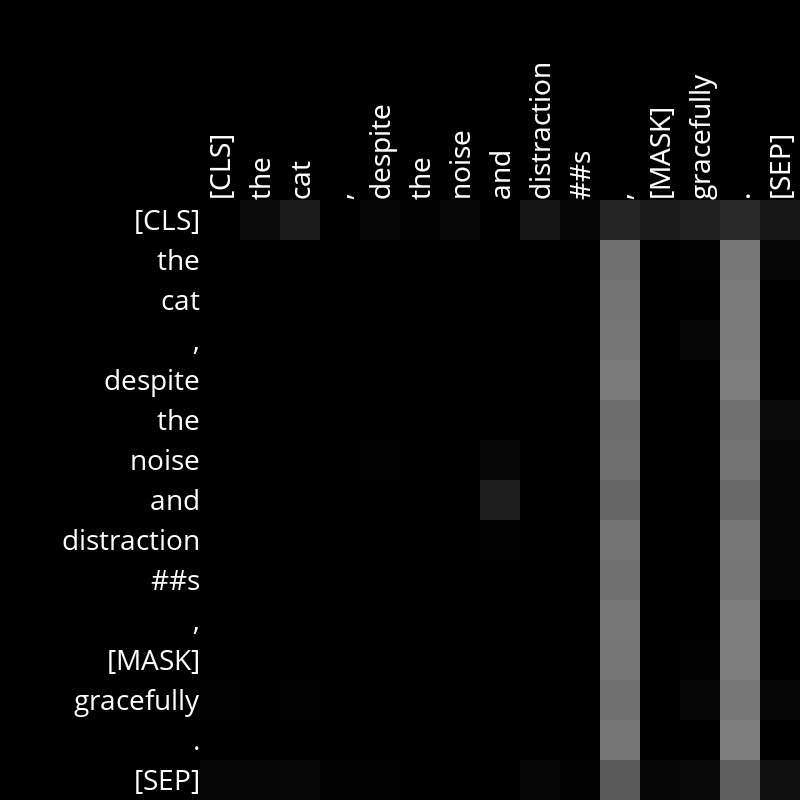 [CLS] the cat , despite the noise and distraction ##s , [MASK] gracefully . [SEP]
[CLS]
the
cat
,
despite
the
noise
and
distraction
##s
,
[MASK]
gracefully
.
[SEP]